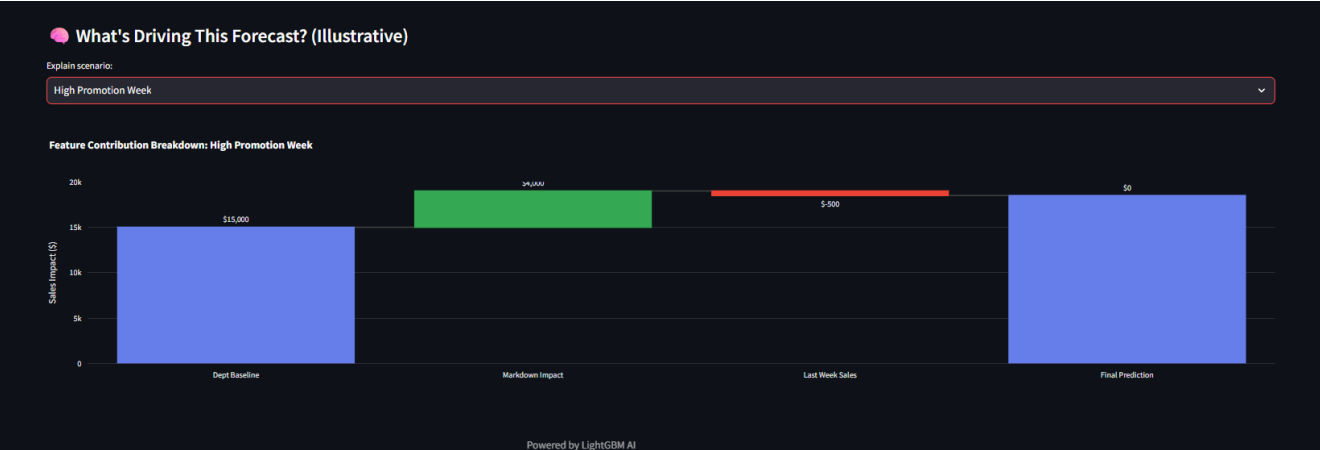 🧠 What's Driving This Forecast? (Illustrative)
Explain scenario:
High Promotion Week
Feature Contribution Breakdown: High Promotion Week
Sales Impact ($)
20k
15k
10k
5k
0
$15,000
$4,000
$-500
$0
Dept Baseline
Markdown Impact
Last Week Sales
Final Prediction
Powered by LightGBM AI